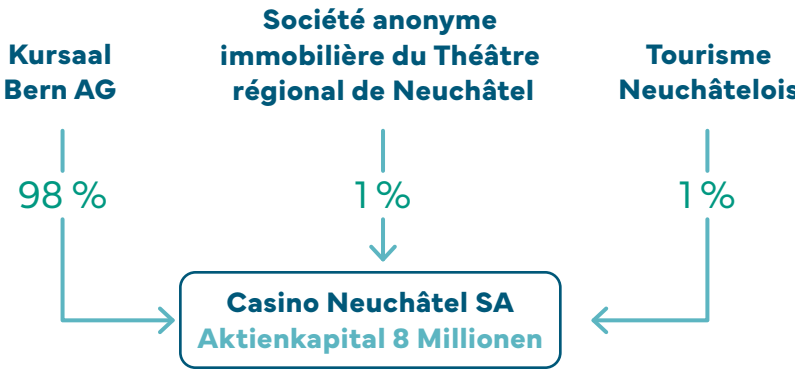 Kursaal
Bern AG
Société anonyme
immobilière du Théâtre
régional de Neuchâtel
Tourisme
Neuchâtelois
98 %
1 %
1 %
Casino Neuchâtel SA
Aktienkapital 8 Millionen